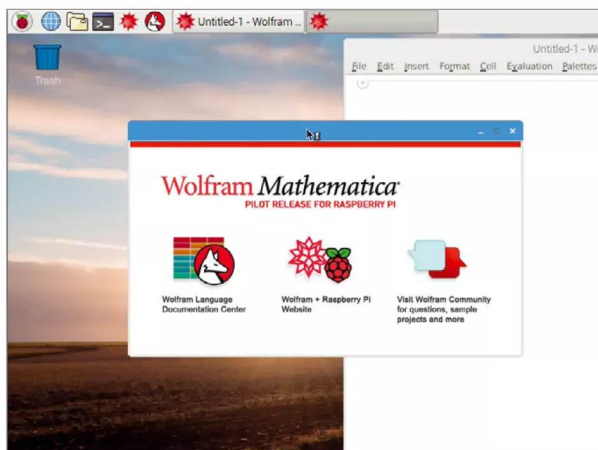 Untitled-1 - Wolfram ...
Trash
Untitled-1 - W
File Edit Insert Format Cell Evaluation Palettes
Wolfram Mathematica
PILOT RELEASE FOR RASPBERRY PI
Wolfram Language
Documentation Center
Wolfram + Raspberry Pi
Website
Visit Wolfram Community
for questions, sample
projects and more